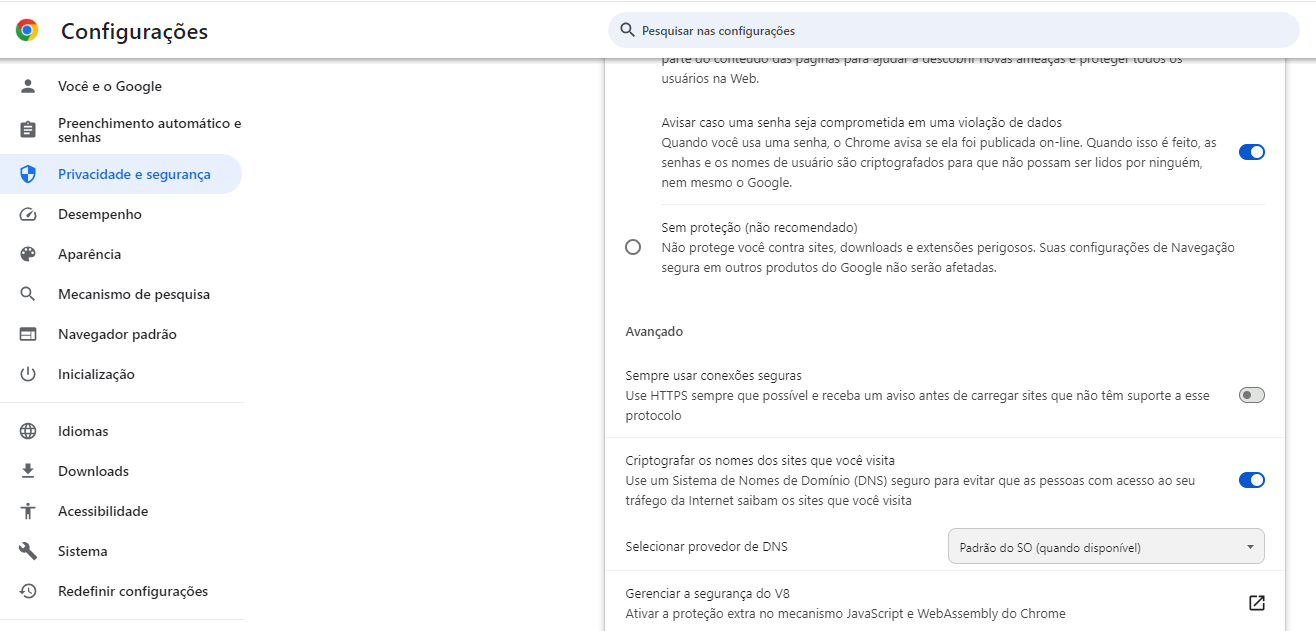 Configurações
Pesquisar nas configurações
Você e o Google
Preenchimento automático e
senhas
Privacidade e segurança
Desempenho
Aparência
Mecanismo de pesquisa
Navegador padrão
Inicialização
Idiomas
Downloads
Acessibilidade
Sistema
Redefinir configurações
parte do conteúdo das páginas para ajudar a descobrir novas ameaças e proteger todos os
usuários na Web.
Avisar caso uma senha seja comprometida em uma violação de dados
Quando você usa uma senha, o Chrome avisa se ela foi publicada on-line. Quando isso é feito, as
senhas e os nomes de usuário são criptografados para que não possam ser lidos por ninguém,
nem mesmo o Google.
Sem proteção (não recomendado)
Não protege você contra sites, downloads e extensões perigosos. Suas configurações de Navegação
segura em outros produtos do Google não serão afetadas.
Avançado
Sempre usar conexões seguras
Use HTTPS sempre que possível e receba um aviso antes de carregar sites que não têm suporte a esse
protocolo
Criptografar os nomes dos sites que você visita
Use um Sistema de Nomes de Domínio (DNS) seguro para evitar que as pessoas com acesso ao seu
tráfego da Internet saibam os sites que você visita
Selecionar provedor de DNS
Padrão do SO (quando disponível)
Gerenciar a segurança do V8
Ativar a proteção extra no mecanismo JavaScript e WebAssembly do Chrome